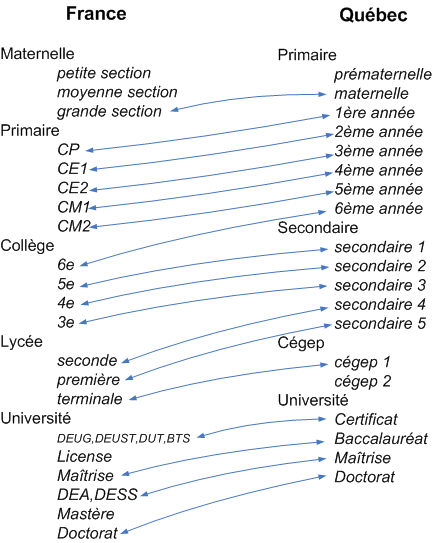 France
Québec
Maternelle
petite section
moyenne section
grande section
Primaire
CP
CE1
CE2
CM1
CM2
Collège
6e
5e
4e
3e
Lycée
seconde
première
terminale
Université
DEUG,DEUST,DUT,BTS
License
Maîtrise
DEA,DESS
Mastère
Doctorat
Primaire
prématernelle
maternelle
1ère année
2ème année
3ème année
4ème année
5ème année
6ème année
Secondaire
secondaire 1
secondaire 2
secondaire 3
secondaire 4
secondaire 5
Cégep
cégep 1
cégep 2
Université
Certificat
Baccalauréat
Maîtrise
Doctorat